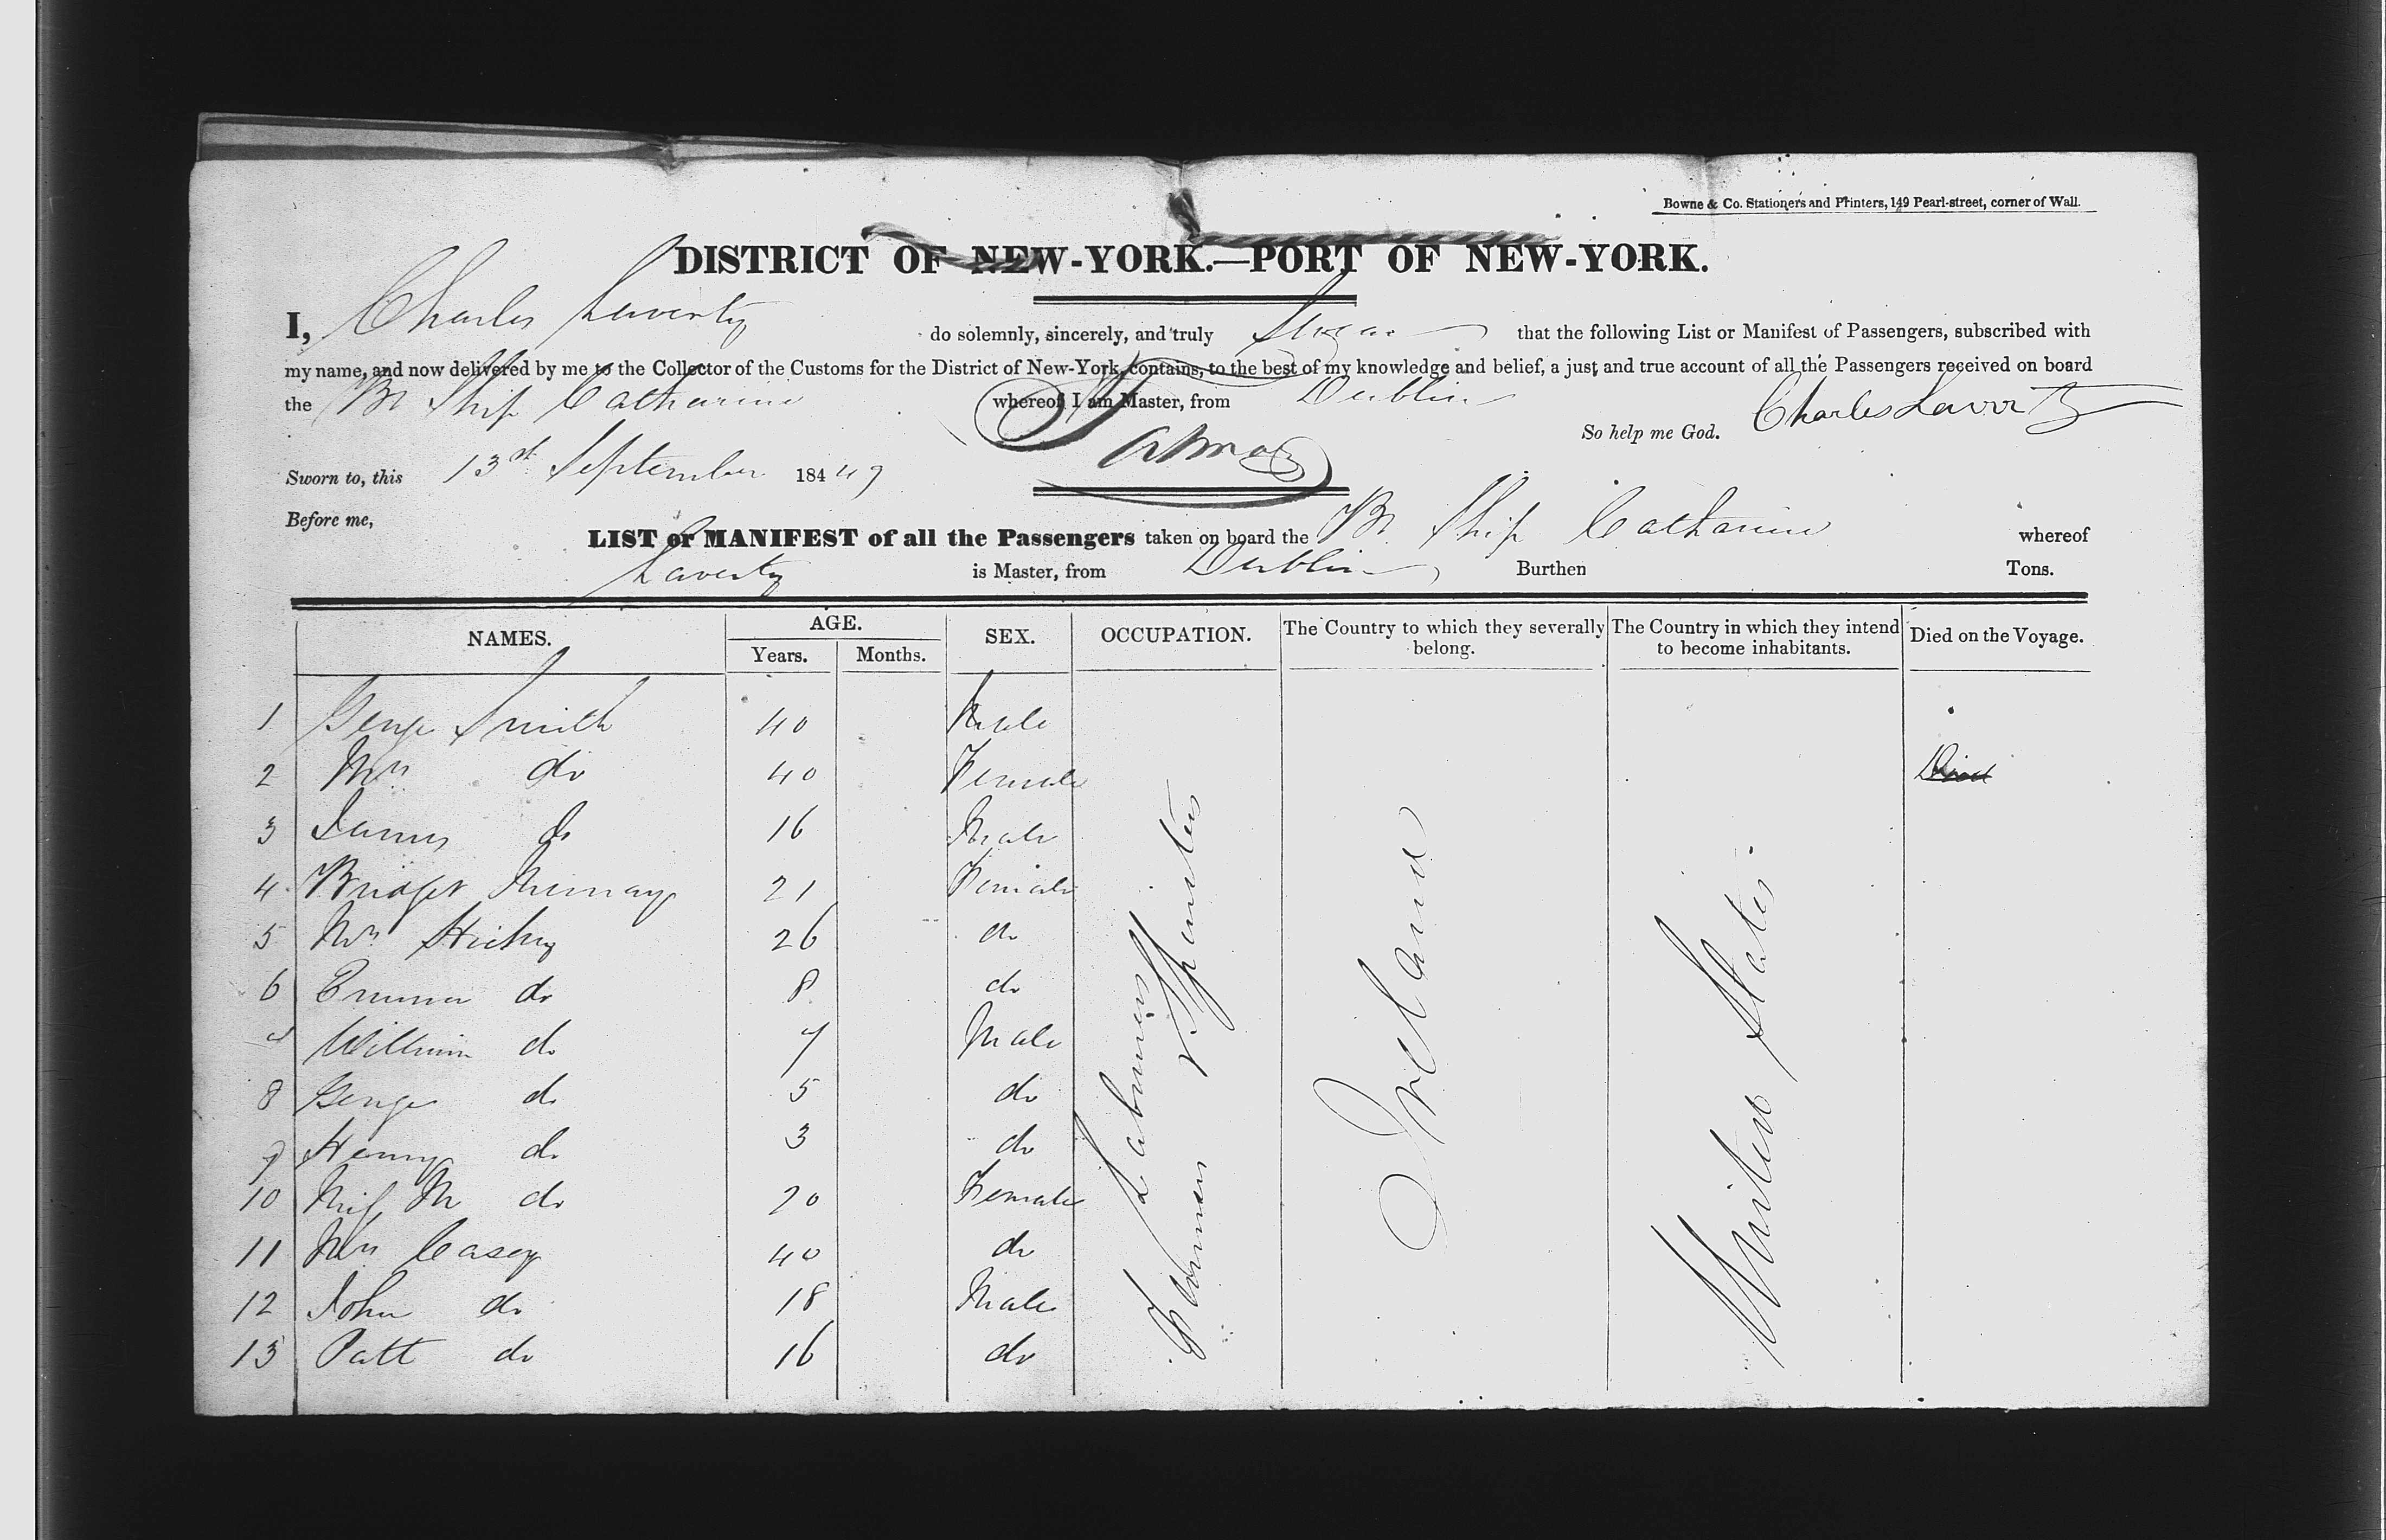 Bowne & Co. Stationers and Printers, 149 Pearl-street, corner of Wall.
DISTRICT OF NEW-YORK.—PORT OF NEW-YORK.
I, Charles Laverty do solemnly, sincerely, and truly Swear that the following List or Manifest of Passengers, subscribed with
my name, and now delivered by me to the Collector of the Customs for the District of New-York, contains, to the best of my knowledge and belief, a just and true account of all the Passengers received on board
the Br Ship Catharine whereof I am Master, from Dublin
So help me God. Charles Laverty
Sworn to, this 13th September 184 49
Before me,
LIST or MANIFEST of all the Passengers taken on board the Br Ship Catharine whereof
Laverty is Master, from Dublin Burthen Tons.
NAMES. AGE. Years. Months. SEX. OCCUPATION. The Country to which they severally belong. The Country in which they intend to become inhabitants. Died on the Voyage.
1 George Smith 40 Male
2 Mrs do 40 Female Died
3 James do 16 Male
4 Bridget 21 Female
5 Mrs Hickey 26 do
6 Emma do 8 do
7 William do 7 Male
8 George do 5 do
9 Henry do 3 do
10 Miss M do 20 Female
11 Mrs Casey 40 do
12 John do 18 Male
13 Patt do 16 do
Labourers
& Spinsters
Ireland
United States